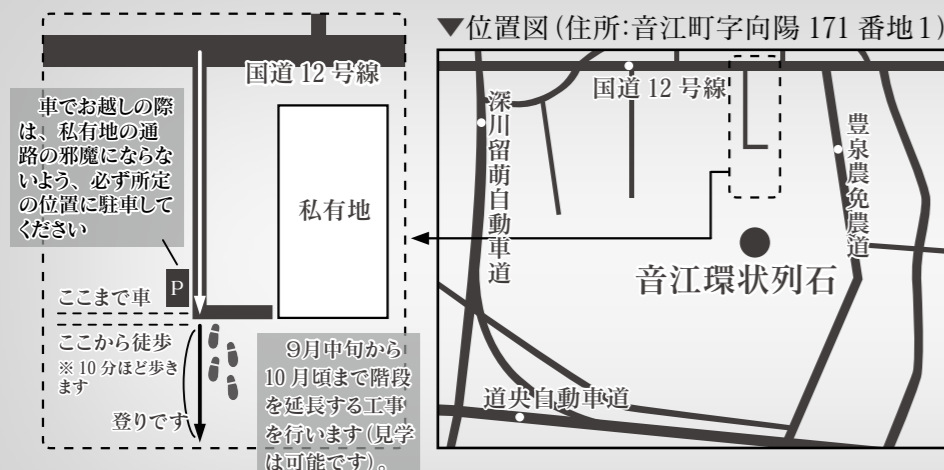 ▼位置図(住所:音江町字向陽 171 番地1)
国道 12 号線
車でお越しの際
は、私有地の通
路の邪魔にならな
いよう、必ず所定
の位置に駐車して
ください
私有地
P
ここまで車
ここから徒歩
※ 10 分ほど歩き
ます
登りです
9月中旬から
10 月頃まで階段
を延長する工事
を行います(見学
は可能です)。
国道 12 号線
深川留萌自動車道
豊泉農免農道
音江環状列石
道央自動車道